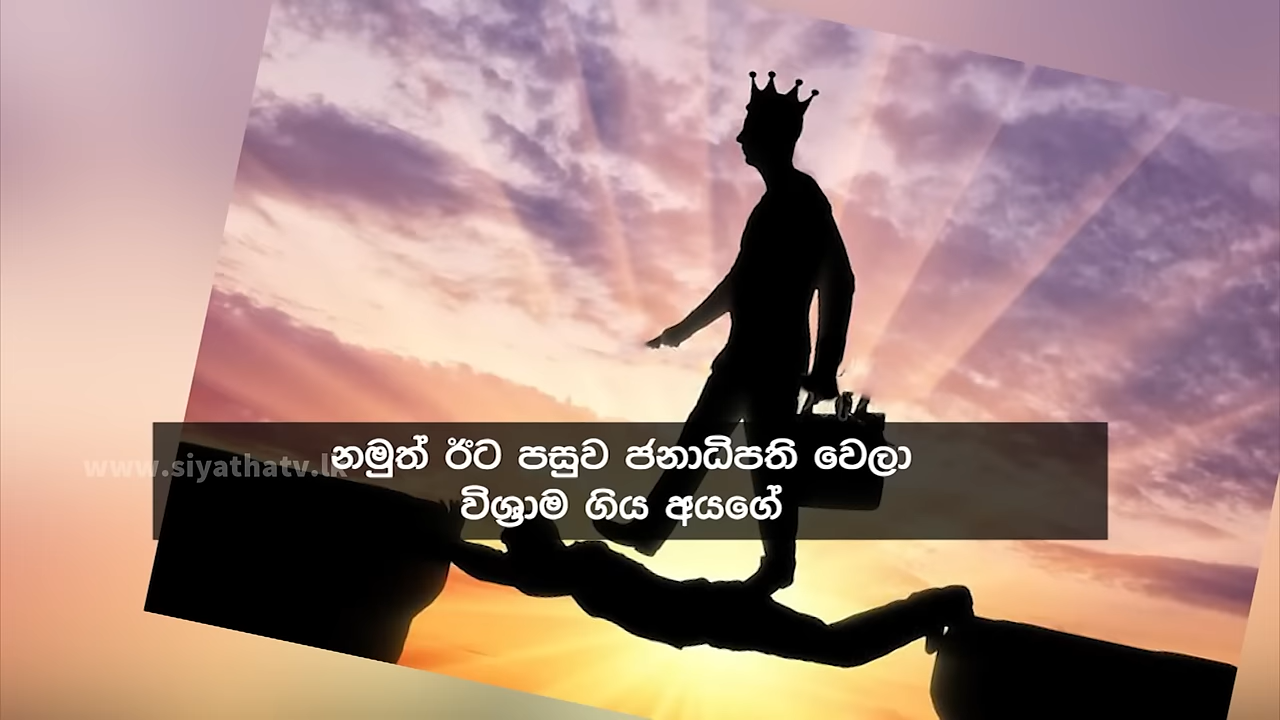 නමුත් ඊට පසුව ජනාධිපති වෙලා
විශ්‍රාම ගිය අයගේ
www.siyathatv.lk